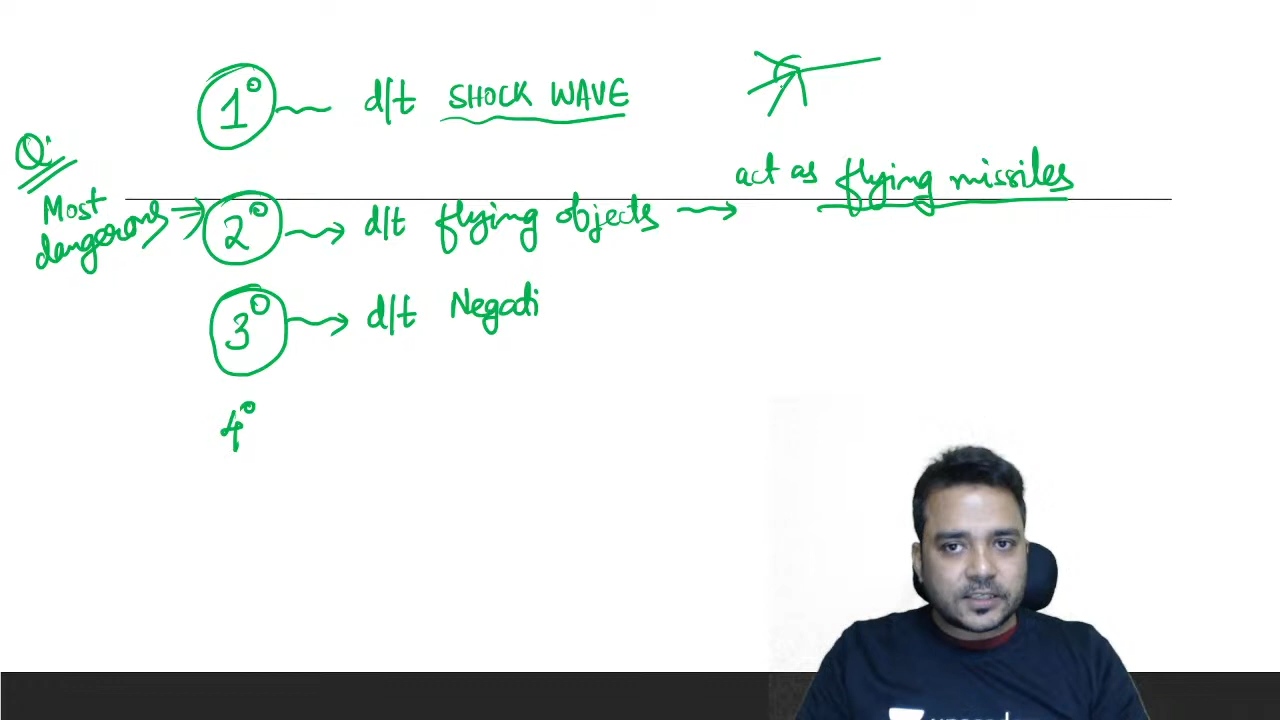 1° d/t SHOCK WAVE
Q:
Most dangerous
2° d/t flying objects → act as flying missiles
3° → d/t Negati
4°